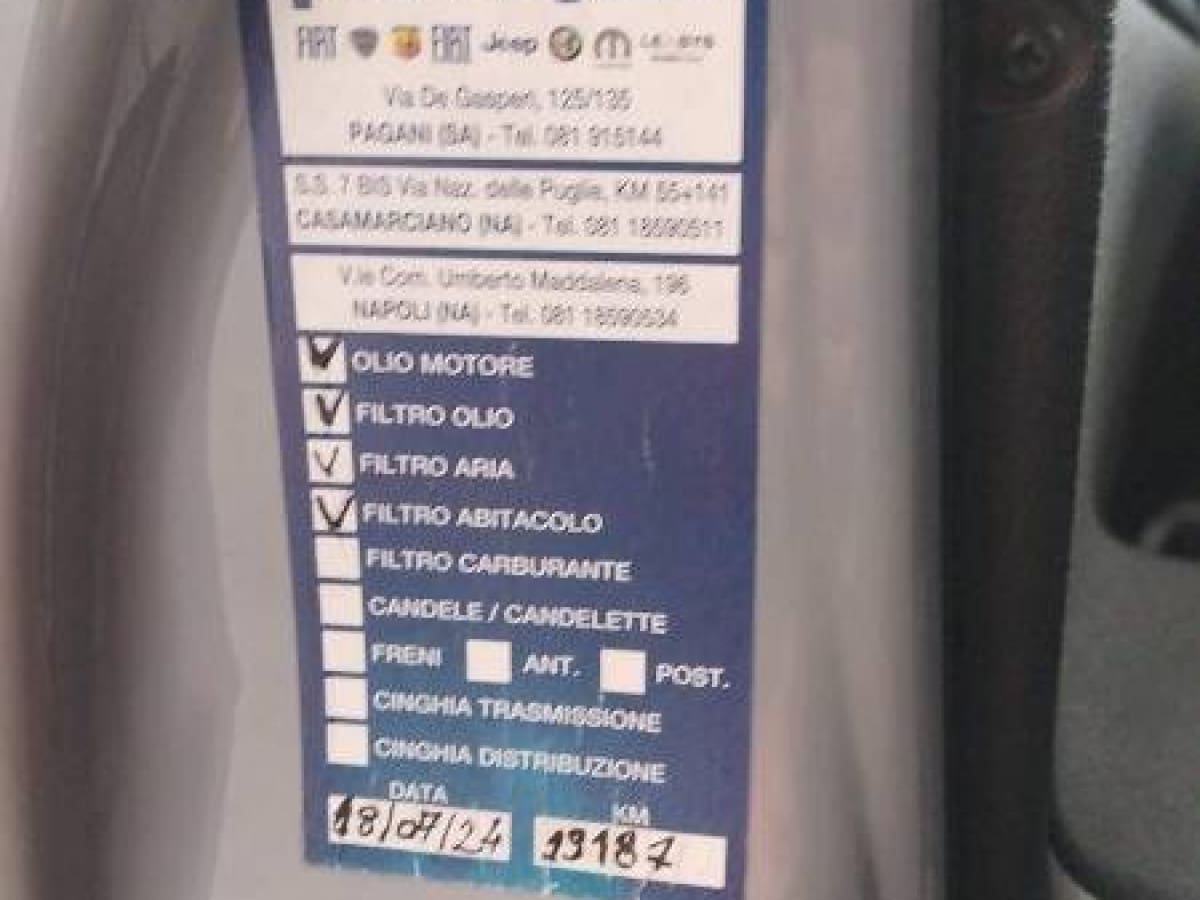 FIAT FIAT Jeep
Via De Gasperi, 125/135
PAGANI (SA) - Tel. 081 915144
S.S. 7 BIS Via Naz. delle Puglie, KM 55+141
CASAMARCIANO (NA) - Tel. 081 18690511
V.le Com. Umberto Maddalena, 196
NAPOLI (NA) - Tel. 081 18690534
OLIO MOTORE
FILTRO OLIO
FILTRO ARIA
FILTRO ABITACOLO
FILTRO CARBURANTE
CANDELE / CANDELETTE
FRENI ANT. POST.
CINGHIA TRASMISSIONE
CINGHIA DISTRIBUZIONE
DATA KM
18/07/24 13187